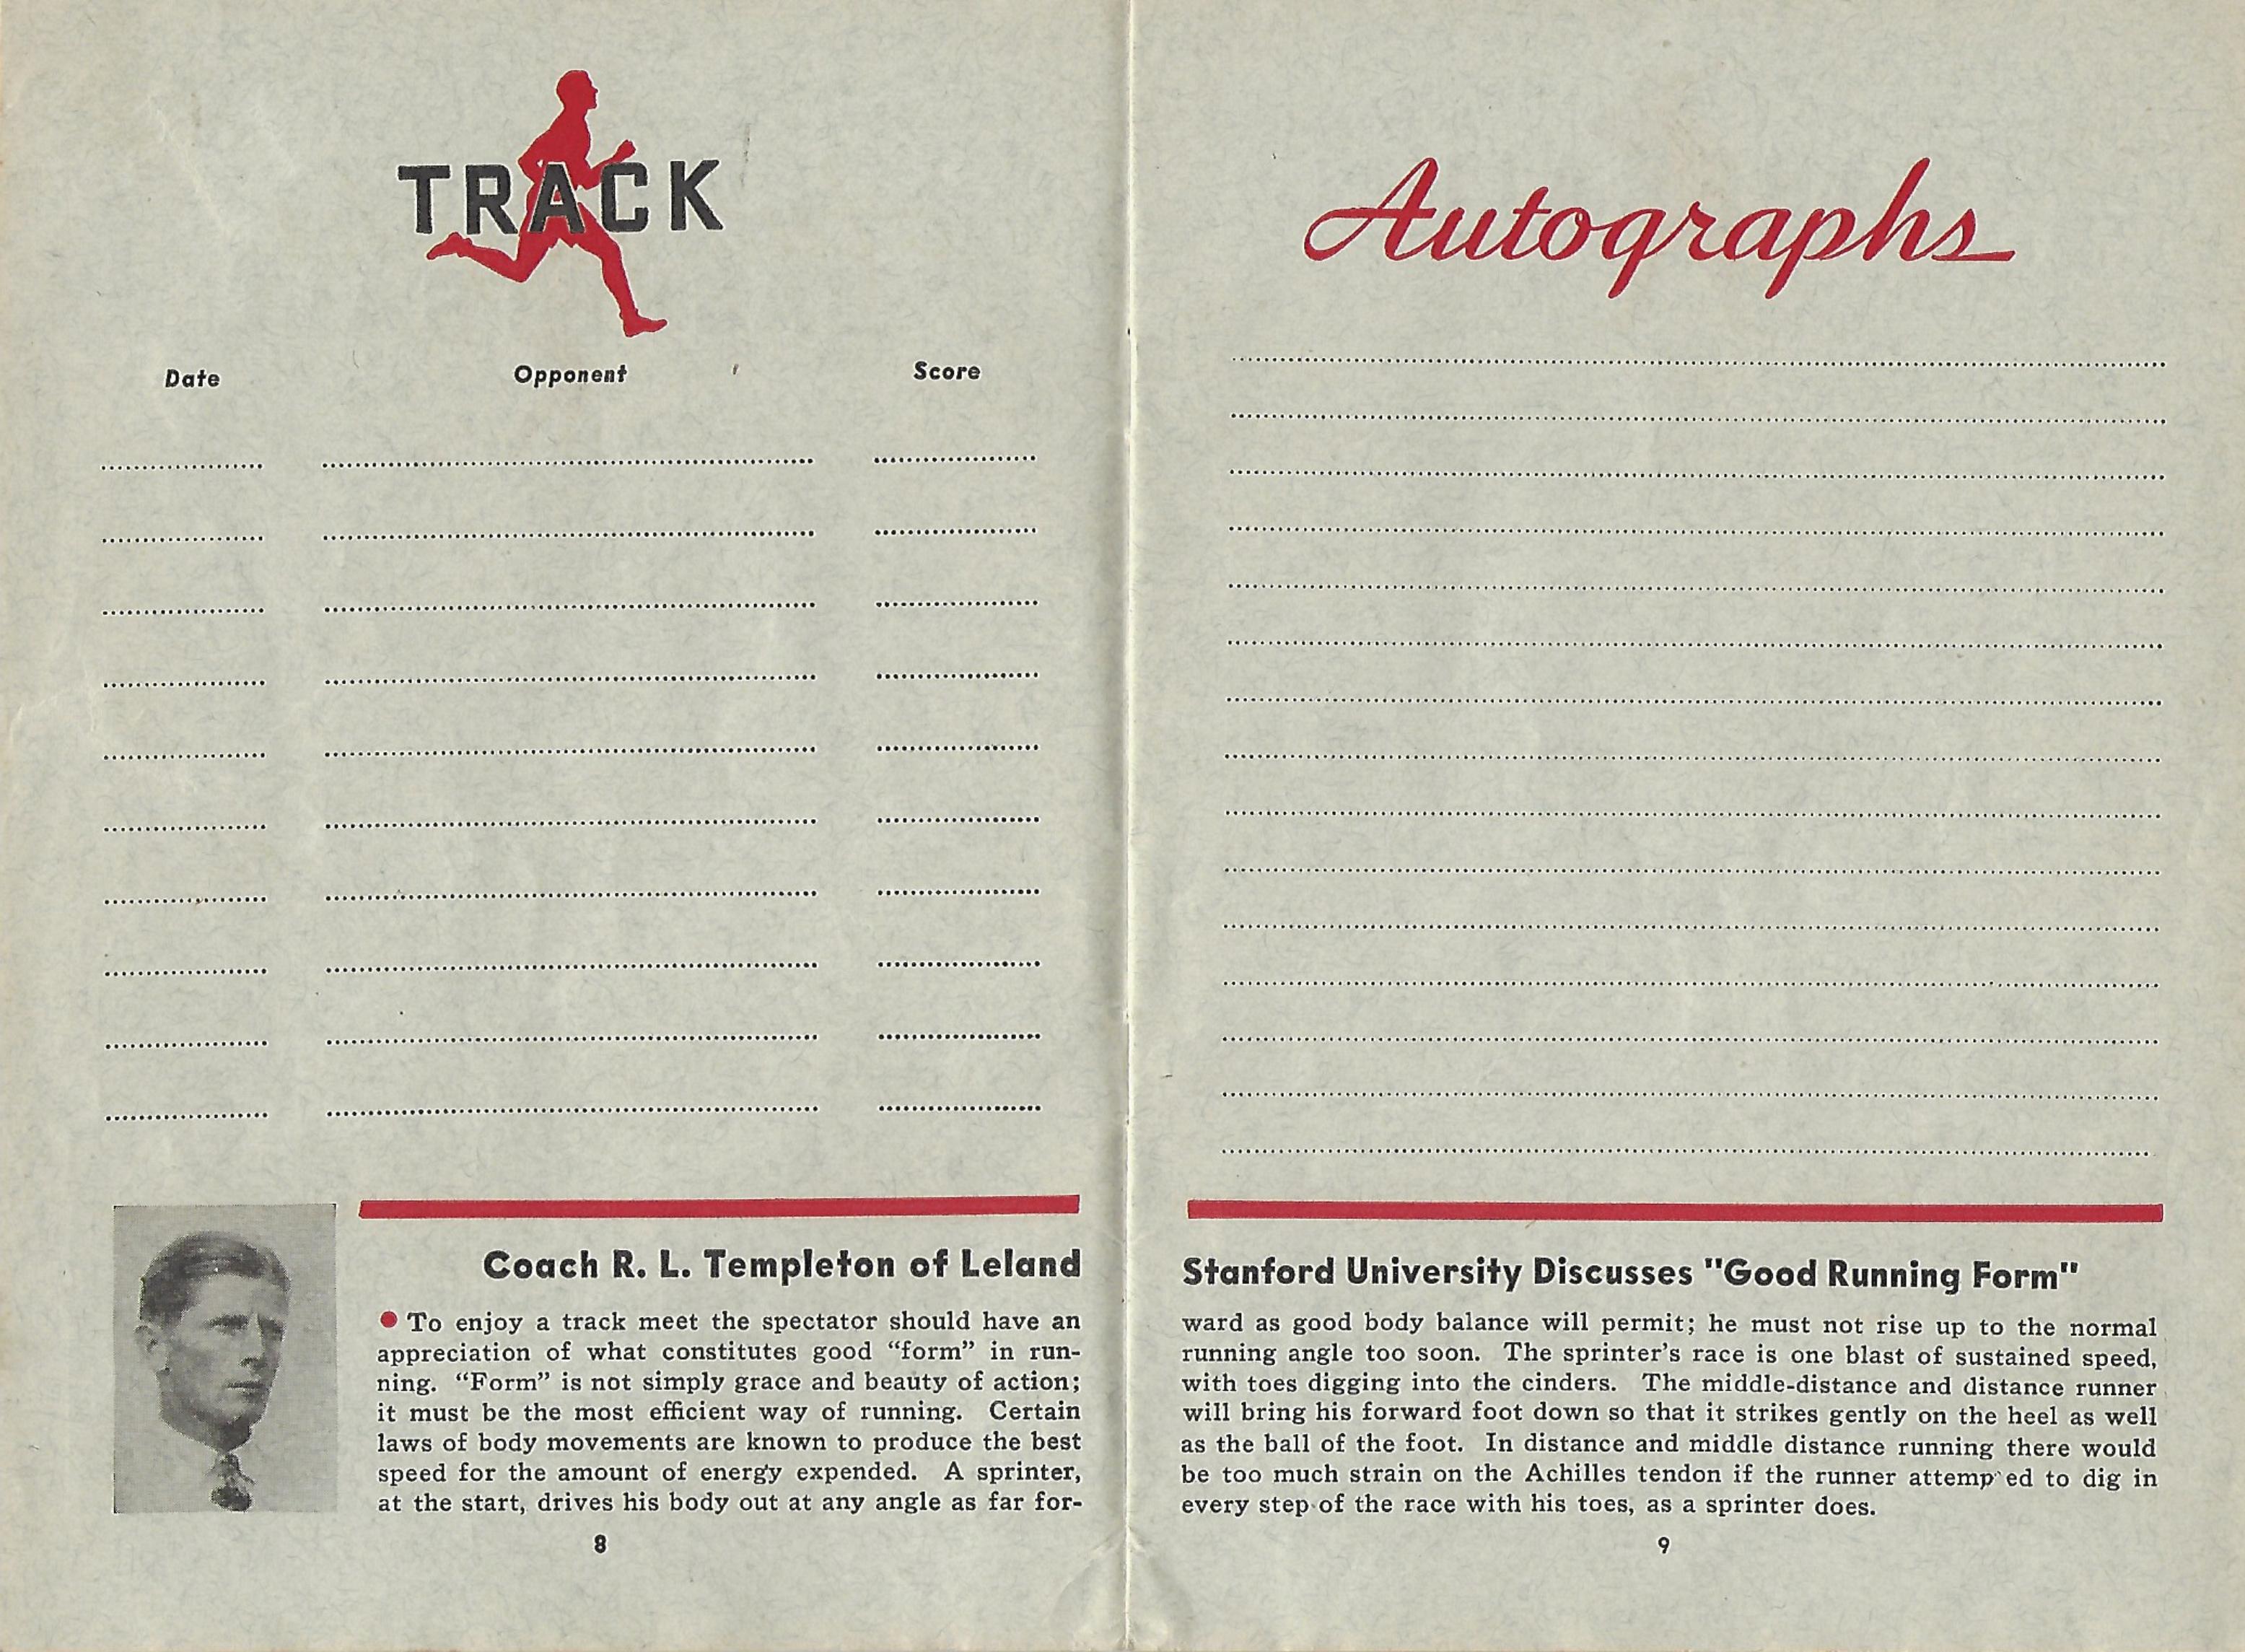 TRACK
Date Opponent Score
Coach R. L. Templeton of Leland
• To enjoy a track meet the spectator should have an
appreciation of what constitutes good “form” in run-
ning. “Form” is not simply grace and beauty of action;
it must be the most efficient way of running. Certain
laws of body movements are known to produce the best
speed for the amount of energy expended. A sprinter,
at the start, drives his body out at any angle as far for-
8
Autographs
Stanford University Discusses "Good Running Form"
ward as good body balance will permit; he must not rise up to the normal
running angle too soon. The sprinter’s race is one blast of sustained speed,
with toes digging into the cinders. The middle-distance and distance runner
will bring his forward foot down so that it strikes gently on the heel as well
as the ball of the foot. In distance and middle distance running there would
be too much strain on the Achilles tendon if the runner attempted to dig in
every step of the race with his toes, as a sprinter does.
9